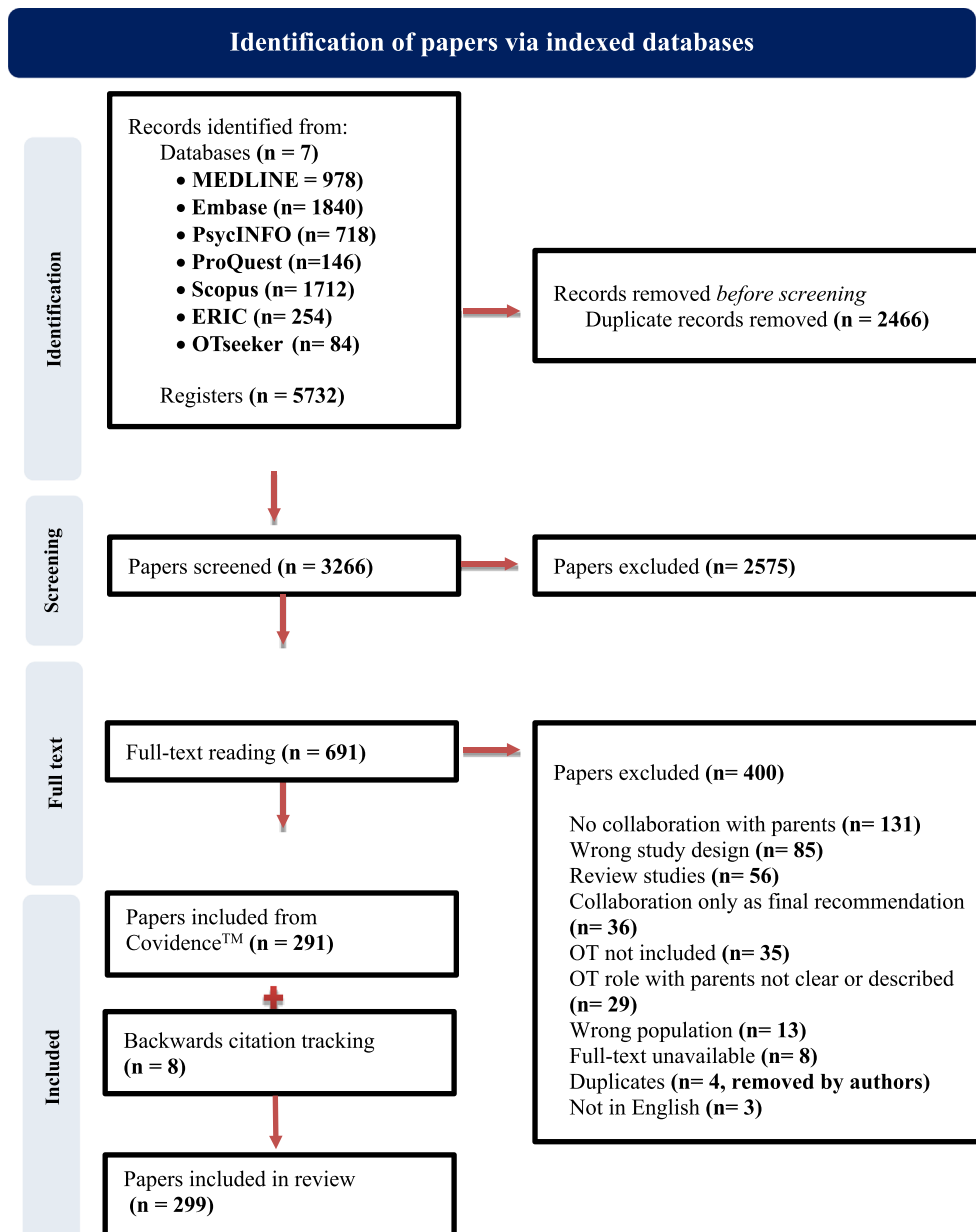 Identification of papers via indexed databases
Identification
Records identified from:
Databases (n = 7)
• MEDLINE = 978)
• Embase (n= 1840)
• PsycINFO (n= 718)
• ProQuest (n=146)
• Scopus (n= 1712)
• ERIC (n= 254)
• OTseeker (n= 84)
Registers (n = 5732)
Records removed before screening
Duplicate records removed (n = 2466)
Screening
Papers screened (n = 3266)
Papers excluded (n= 2575)
Full text
Full-text reading (n = 691)
Papers excluded (n= 400)
No collaboration with parents (n= 131)
Wrong study design (n= 85)
Review studies (n= 56)
Collaboration only as final recommendation
(n= 36)
OT not included (n= 35)
OT role with parents not clear or described
(n= 29)
Wrong population (n= 13)
Full-text unavailable (n= 8)
Duplicates (n= 4, removed by authors)
Not in English (n= 3)
Included
Papers included from
Covidence™ (n = 291)
+
Backwards citation tracking
(n = 8)
Papers included in review
(n = 299)